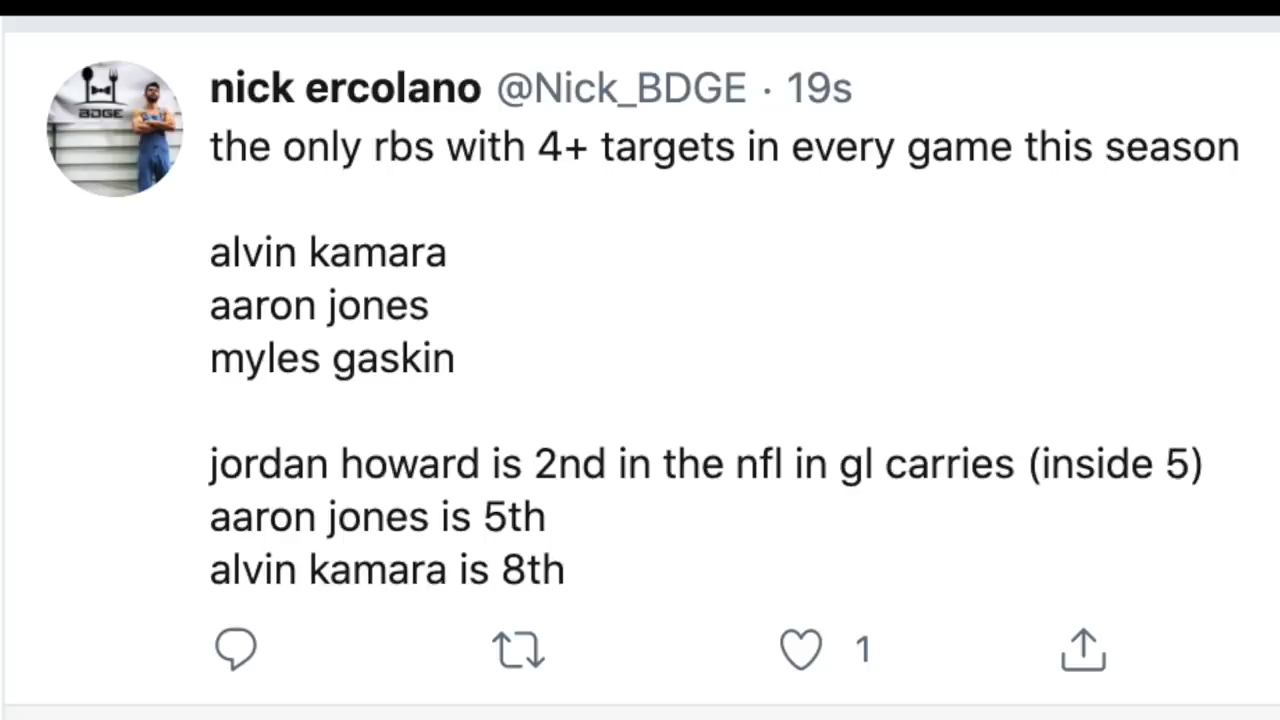 BDGE
nick ercolano @Nick_BDGE · 19s
the only rbs with 4+ targets in every game this season
alvin kamara
aaron jones
myles gaskin
jordan howard is 2nd in the nfl in gl carries (inside 5)
aaron jones is 5th
alvin kamara is 8th
1